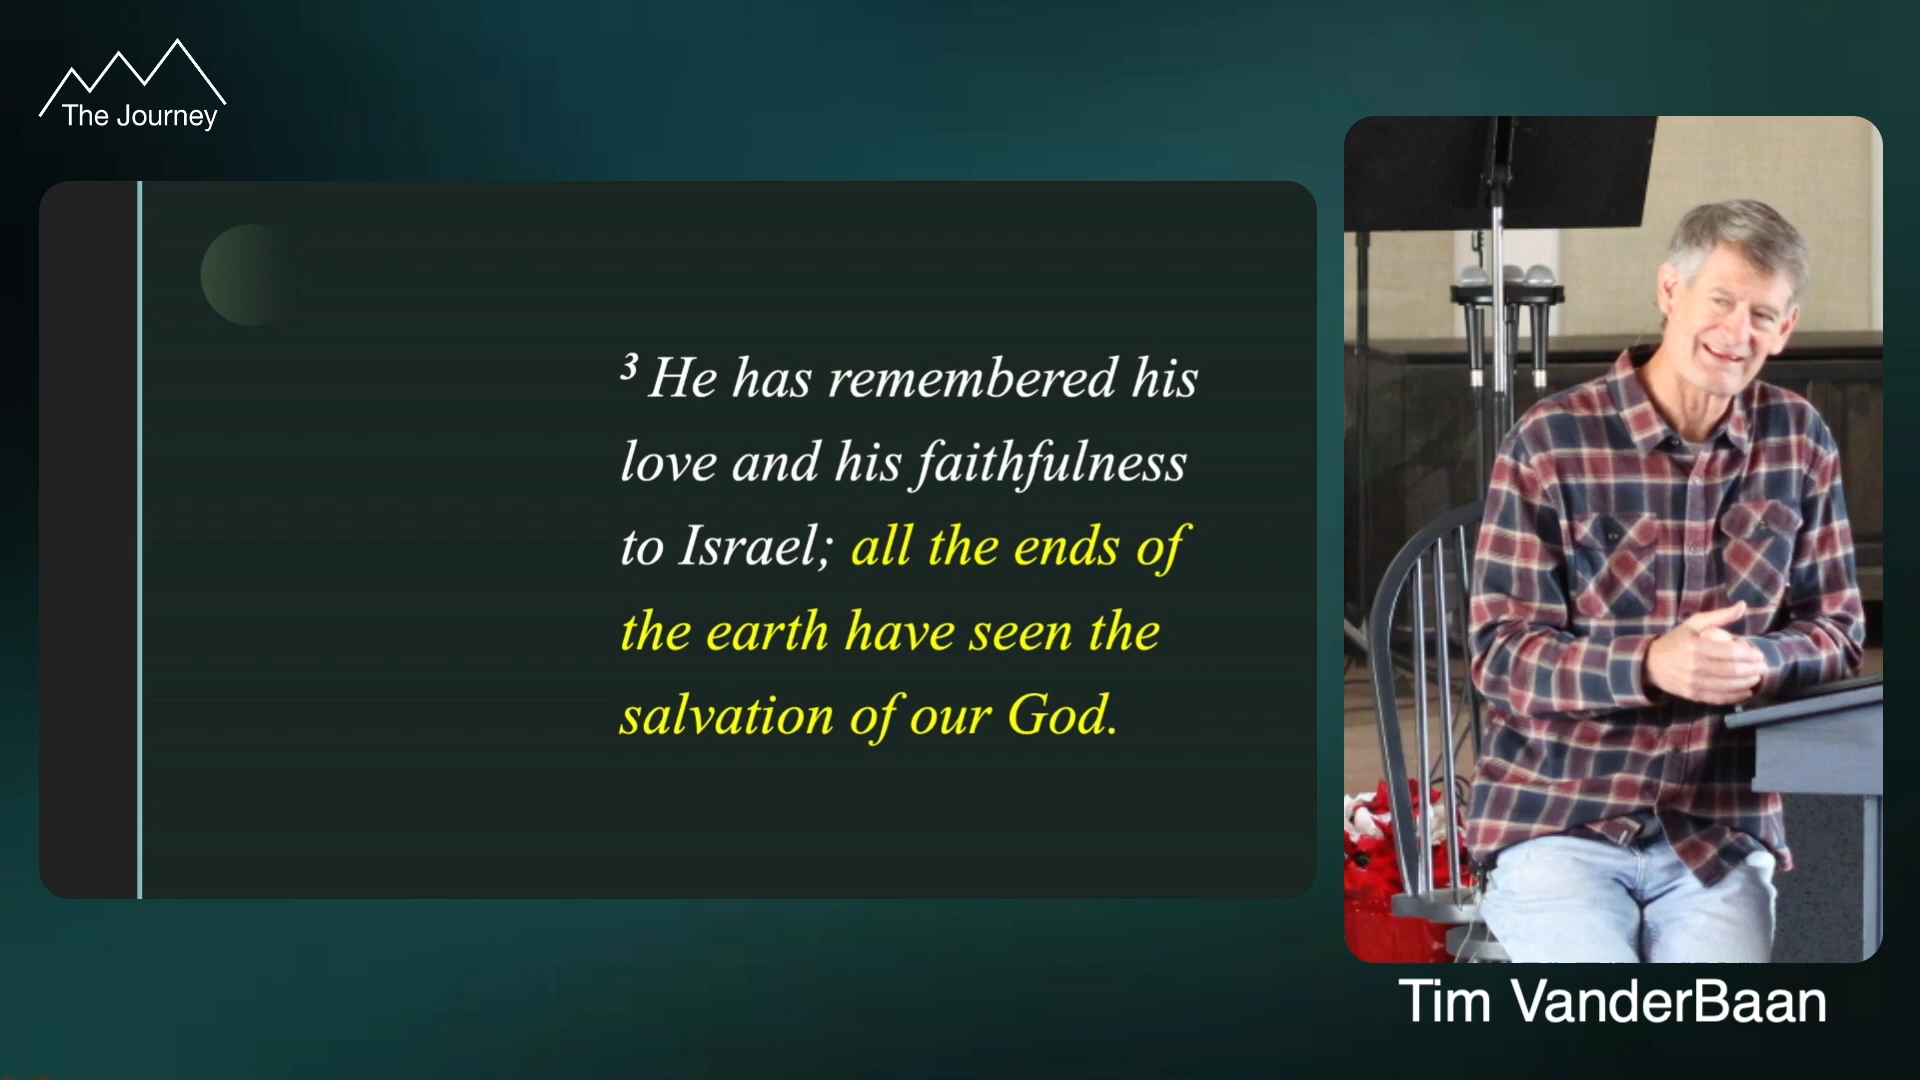 The Journey
³ He has remembered his
love and his faithfulness
to Israel; all the ends of
the earth have seen the
salvation of our God.
Tim VanderBaan